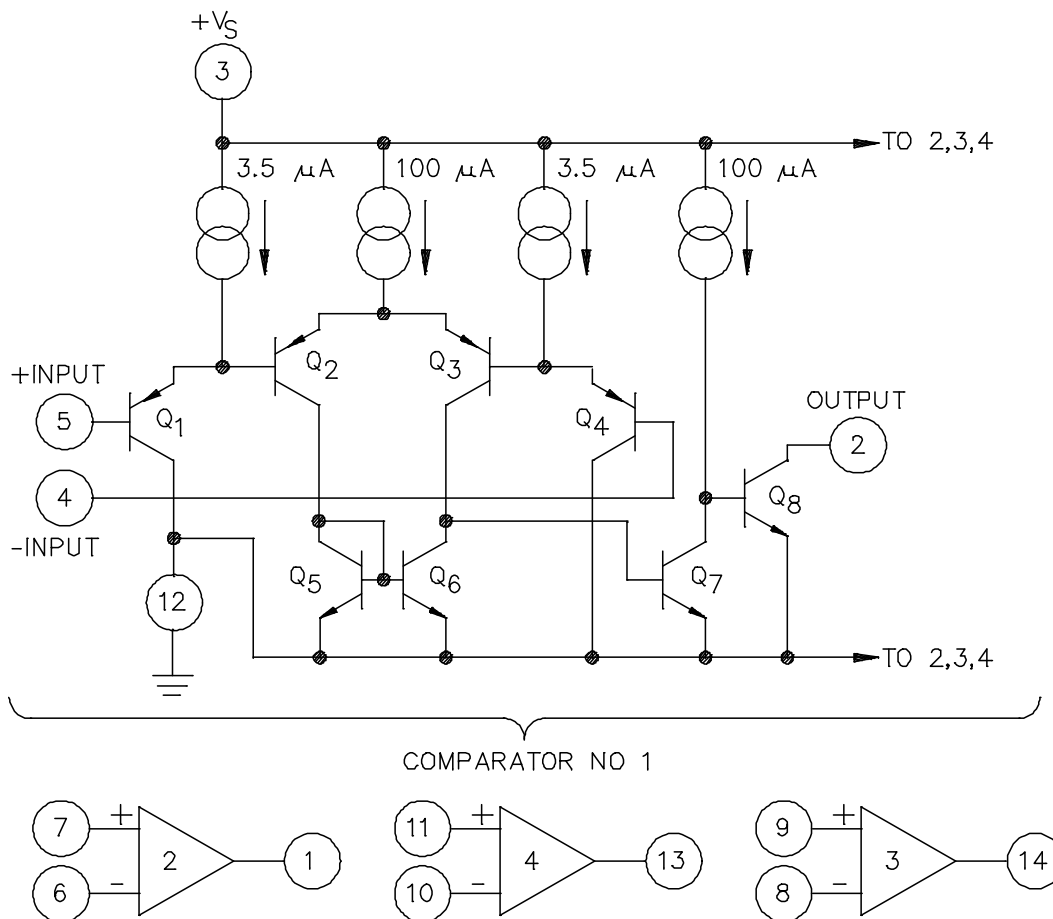 +VS
3
TO 2,3,4
3.5 μA 100 μA 3.5 μA 100 μA
Q2 Q3
+INPUT
5
Q1
Q4
OUTPUT
2
4
-INPUT
Q8
Q5 Q6 Q7
12
TO 2,3,4
COMPARATOR NO 1
7 + 11 + 9 +
2 1 4 13 3 14
6 - 10 - 8 -